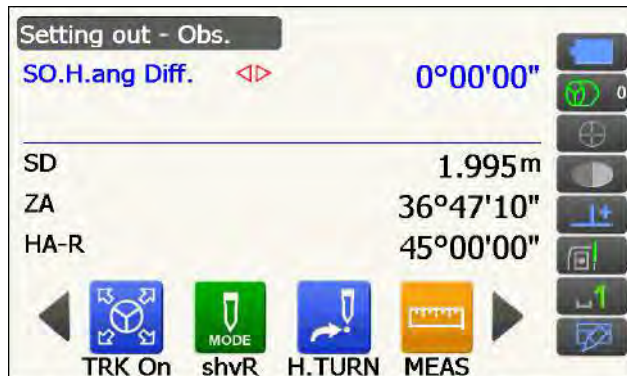 Setting out - Obs.
SO.H.ang Diff. 0°00'00"
0
SD 1.995m
ZA 36°47'10"
HA-R 45°00'00"
MODE
TRK On shvR H.TURN MEAS
1